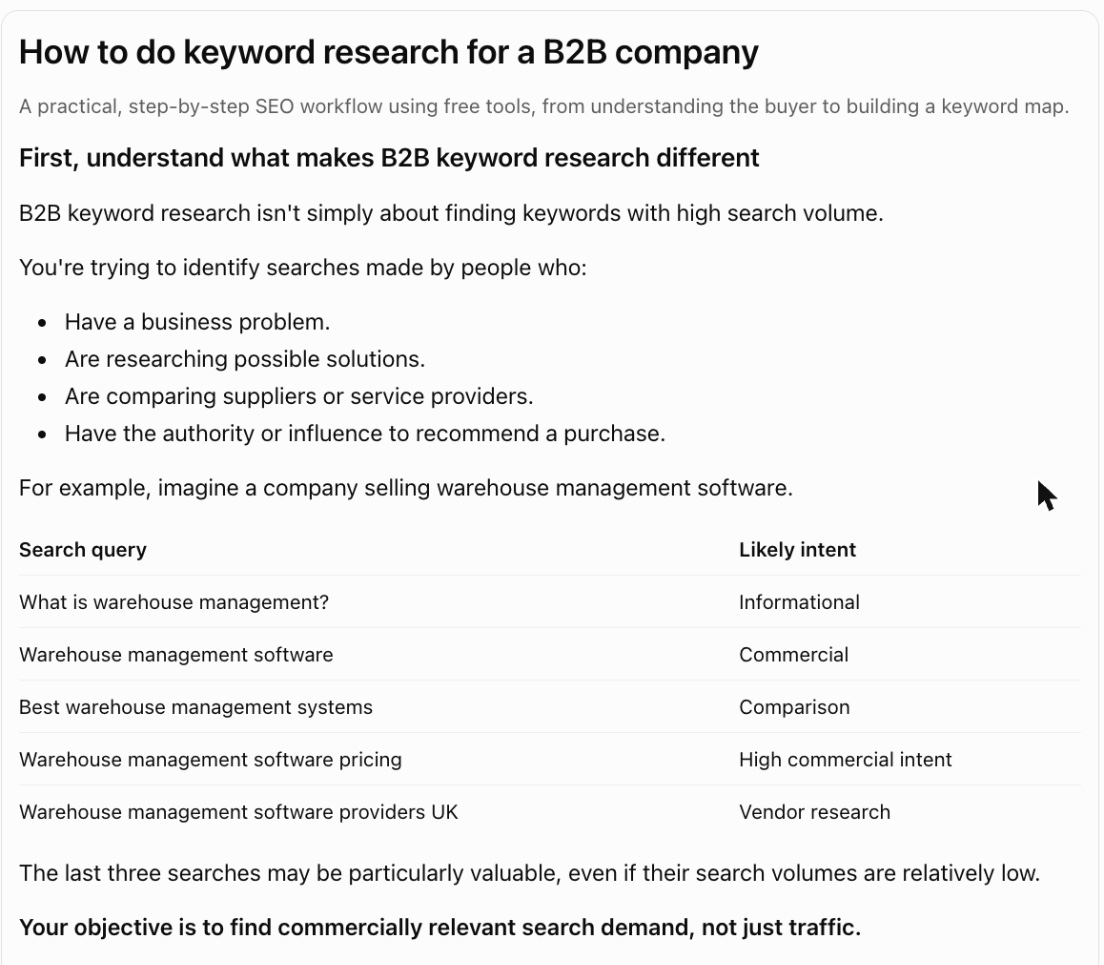 How to do keyword research for a B2B company
A practical, step-by-step SEO workflow using free tools, from understanding the buyer to building a keyword map.
First, understand what makes B2B keyword research different
B2B keyword research isn't simply about finding keywords with high search volume.
You're trying to identify searches made by people who:
• Have a business problem.
• Are researching possible solutions.
• Are comparing suppliers or service providers.
• Have the authority or influence to recommend a purchase.
For example, imagine a company selling warehouse management software.
Search query Likely intent
What is warehouse management? Informational
Warehouse management software Commercial
Best warehouse management systems Comparison
Warehouse management software pricing High commercial intent
Warehouse management software providers UK Vendor research
The last three searches may be particularly valuable, even if their search volumes are relatively low.
Your objective is to find commercially relevant search demand, not just traffic.